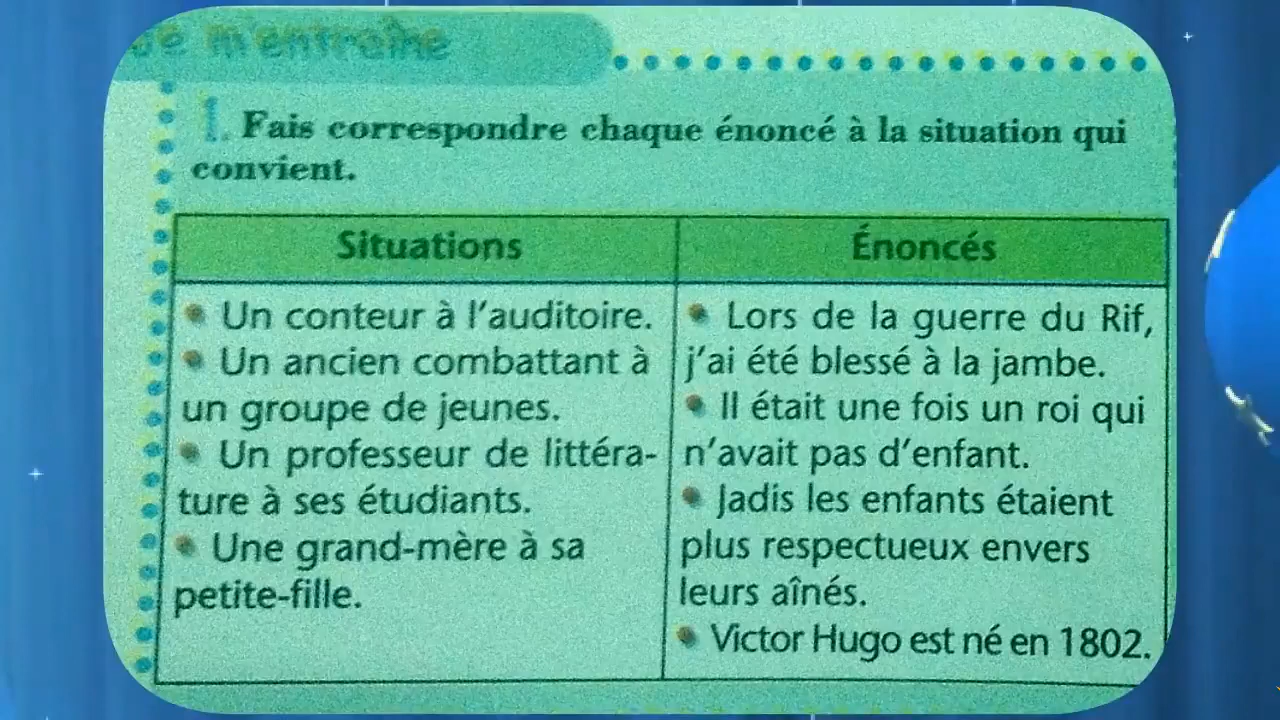 Je m'entraîne
1. Fais correspondre chaque énoncé à la situation qui
convient.
Situations
• Un conteur à l'auditoire.
• Un ancien combattant à
un groupe de jeunes.
• Un professeur de littéra-
ture à ses étudiants.
• Une grand-mère à sa
petite-fille.
Énoncés
• Lors de la guerre du Rif,
j'ai été blessé à la jambe.
• Il était une fois un roi qui
n'avait pas d'enfant.
• Jadis les enfants étaient
plus respectueux envers
leurs aînés.
• Victor Hugo est né en 1802.